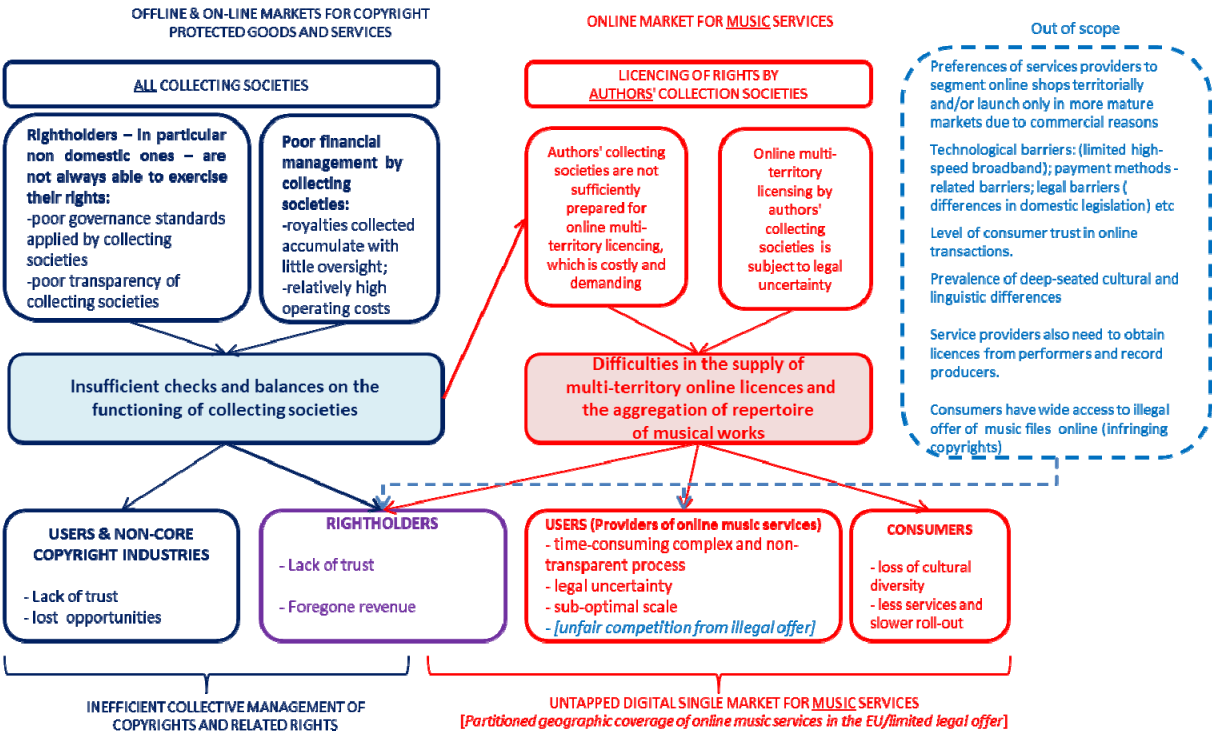 OFFLINE & ON-LINE MARKETS FOR COPYRIGHT
PROTECTED GOODS AND SERVICES
ALL COLLECTING SOCIETIES
Rightholders – in particular
non domestic ones – are
not always able to exercise
their rights:
-poor governance standards
applied by collecting
societies
-poor transparency of
collecting societies
Poor financial
management by
collecting
societies:
-royalties collected
accumulate with
little oversight;
-relatively high
operating costs
Insufficient checks and balances on the
functioning of collecting societies
ONLINE MARKET FOR MUSIC SERVICES
LICENCING OF RIGHTS BY
AUTHORS' COLLECTION SOCIETIES
Authors' collecting
societies are not
sufficiently
prepared for
online multi-
territory licencing,
which is costly and
demanding
Online multi-
territory
licensing by
authors'
collecting
societies is
subject to legal
uncertainty
Difficulties in the supply of
multi-territory online licences and
the aggregation of repertoire
of musical works
Out of scope
Preferences of services providers to
segment online shops territorially
and/or launch only in more mature
markets due to commercial reasons
Technological barriers: (limited high-
speed broadband); payment methods -
related barriers; legal barriers (
differences in domestic legislation) etc
Level of consumer trust in online
transactions.
Prevalence of deep-seated cultural and
linguistic differences
Service providers also need to obtain
licences from performers and record
producers.
Consumers have wide access to illegal
offer of music files online (infringing
copyrights)
USERS & NON-CORE
COPYRIGHT INDUSTRIES
- Lack of trust
- lost opportunities
RIGHTHOLDERS
- Lack of trust
- Foregone revenue
USERS (Providers of online music services)
- time-consuming complex and non-
transparent process
- legal uncertainty
- sub-optimal scale
- [unfair competition from illegal offer]
CONSUMERS
- loss of cultural
diversity
- less services and
slower roll-out
INEFFICIENT COLLECTIVE MANAGEMENT OF
COPYRIGHTS AND RELATED RIGHTS
UNTAPPED DIGITAL SINGLE MARKET FOR MUSIC SERVICES
[Partitioned geographic coverage of online music services in the EU/limited legal offer]